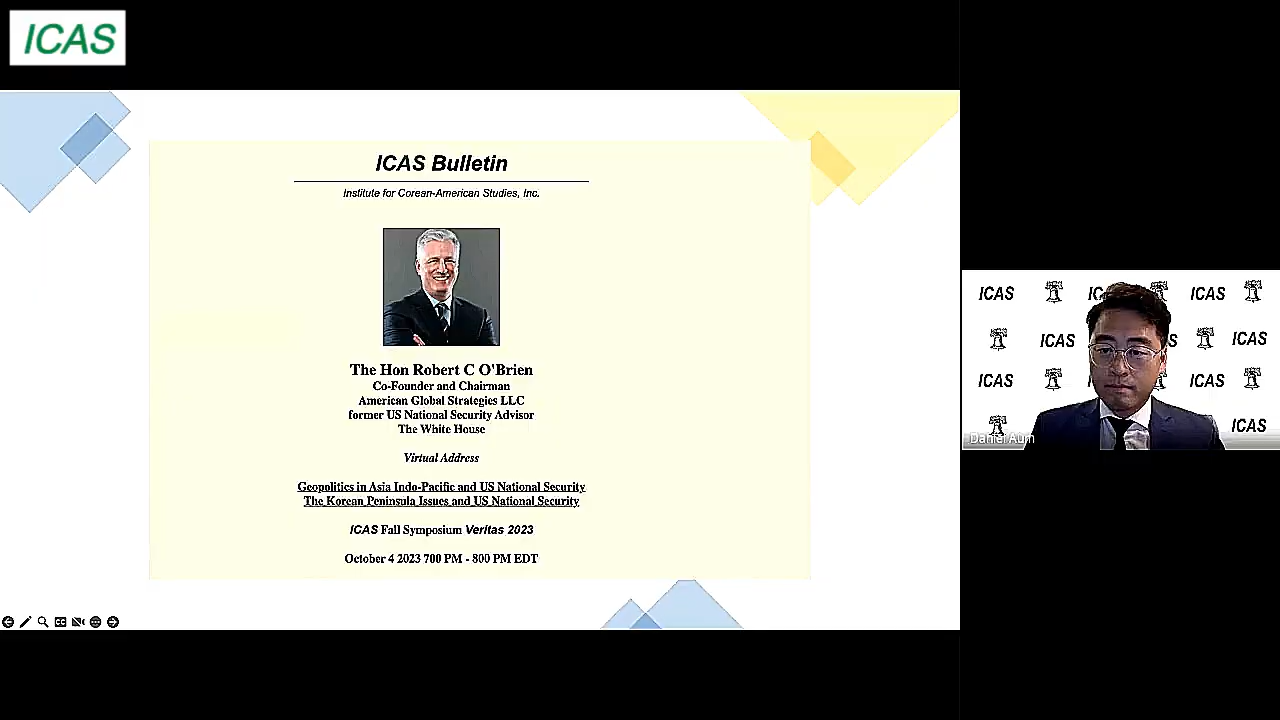 ICAS
ICAS Bulletin
Institute for Corean-American Studies, Inc.
The Hon Robert C O'Brien
Co-Founder and Chairman
American Global Strategies LLC
former US National Security Advisor
The White House
Virtual Address
Geopolitics in Asia Indo-Pacific and US National Security
The Korean Peninsula Issues and US National Security
ICAS Fall Symposium Veritas 2023
October 4 2023 700 PM - 800 PM EDT
ICAS ICAS
ICAS ICAS
ICAS ICAS
ICAS
Daniel Aum